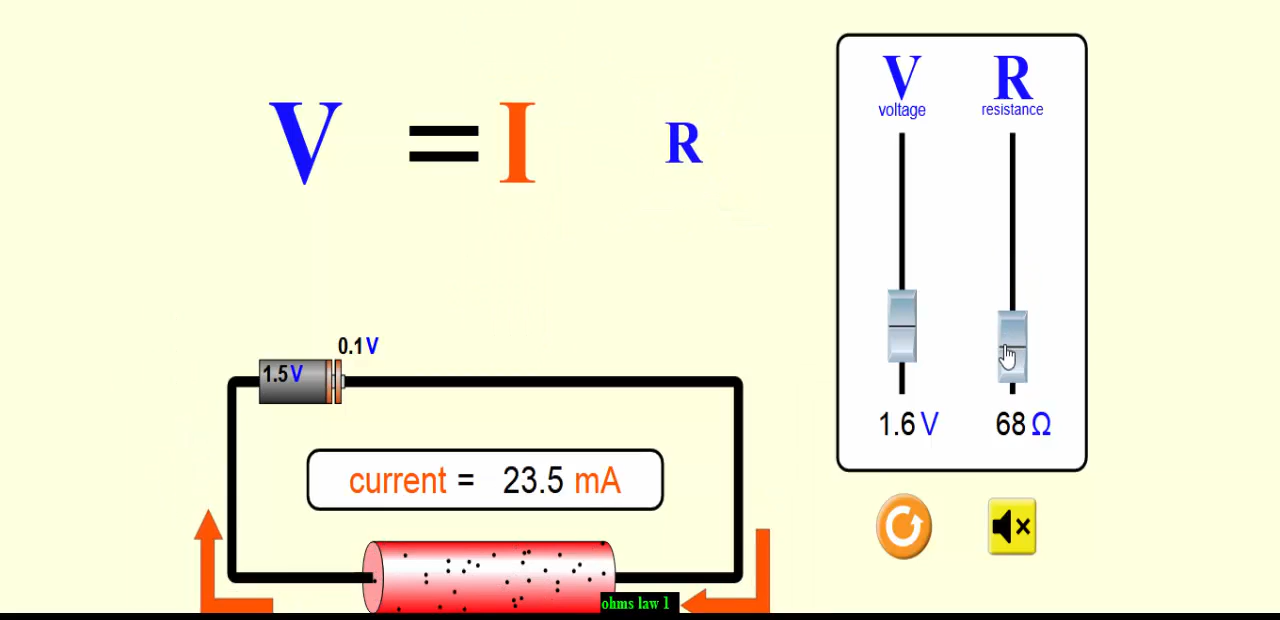 V = I R
V
voltage
R
resistance
1.6 V
68 Ω
0.1 V
1.5 V
current = 23.5 mA
ohms law 1